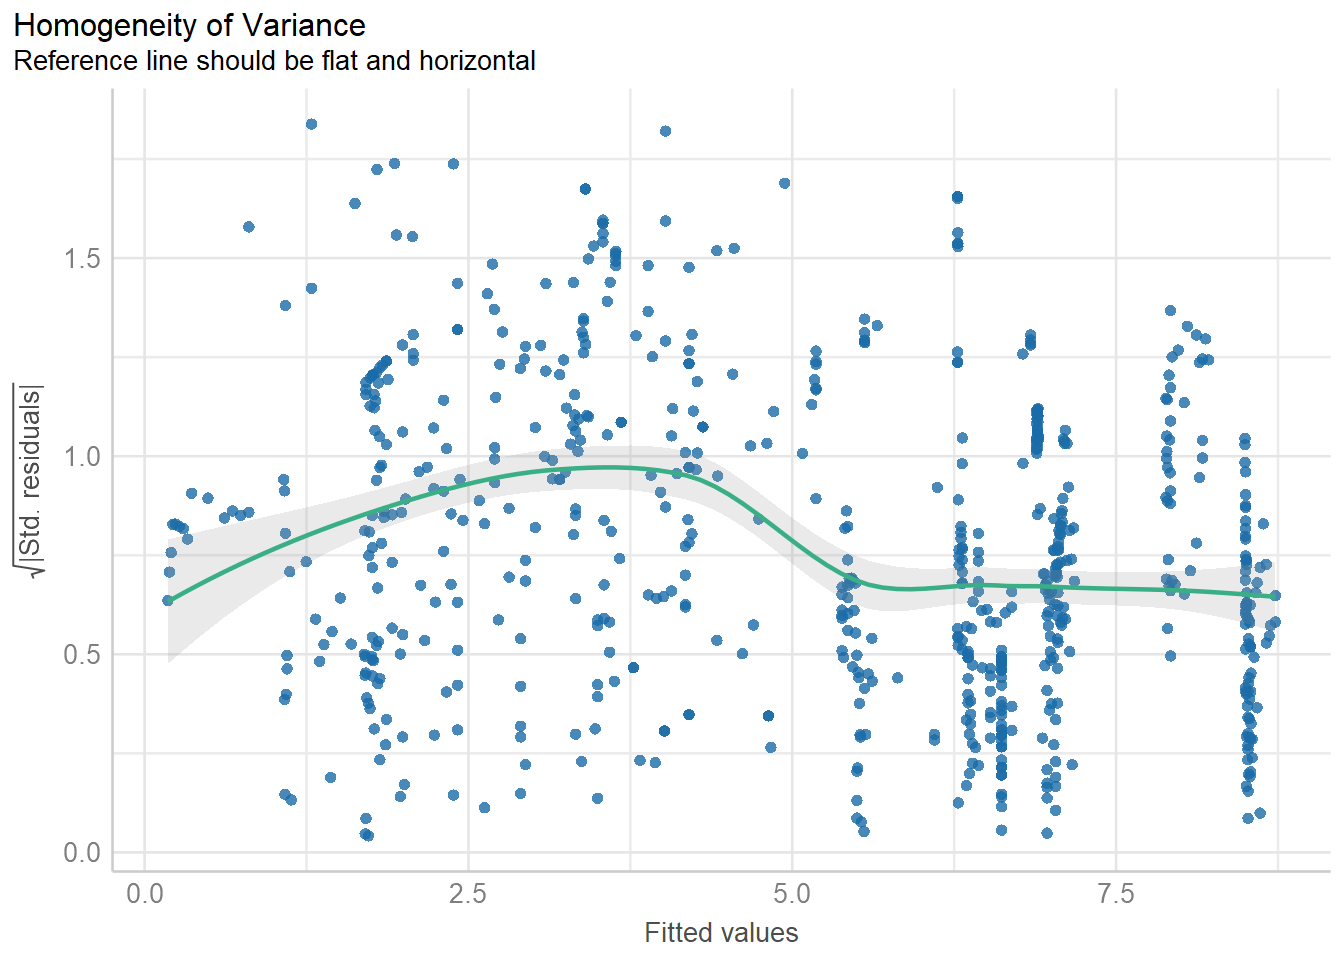 Homogeneity of Variance
Reference line should be flat and horizontal
√|Std. residuals|
1.5
1.0
0.5
0.0
0.0 2.5 5.0 7.5
Fitted values